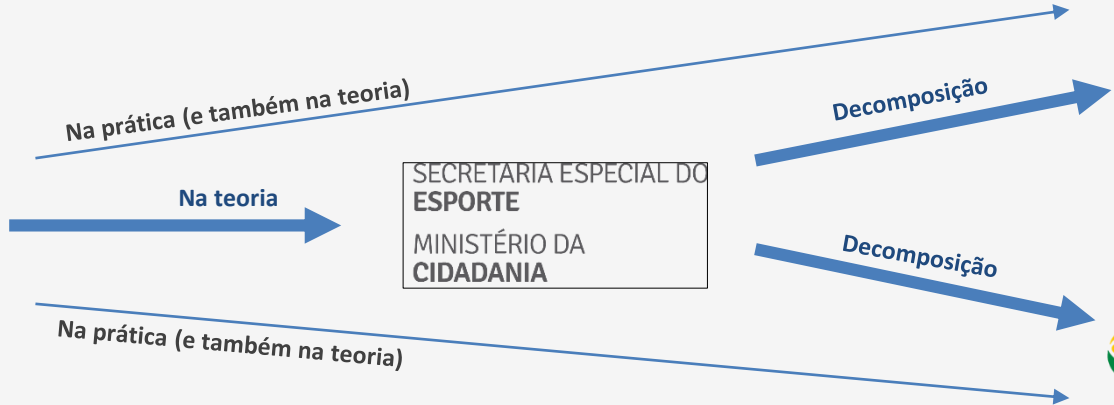 Na prática (e também na teoria)
Decomposição
SECRETARIA ESPECIAL DO
ESPORTE
Na teoria
MINISTÉRIO DA
CIDADANIA
Decomposição
Na prática (e também na teoria)